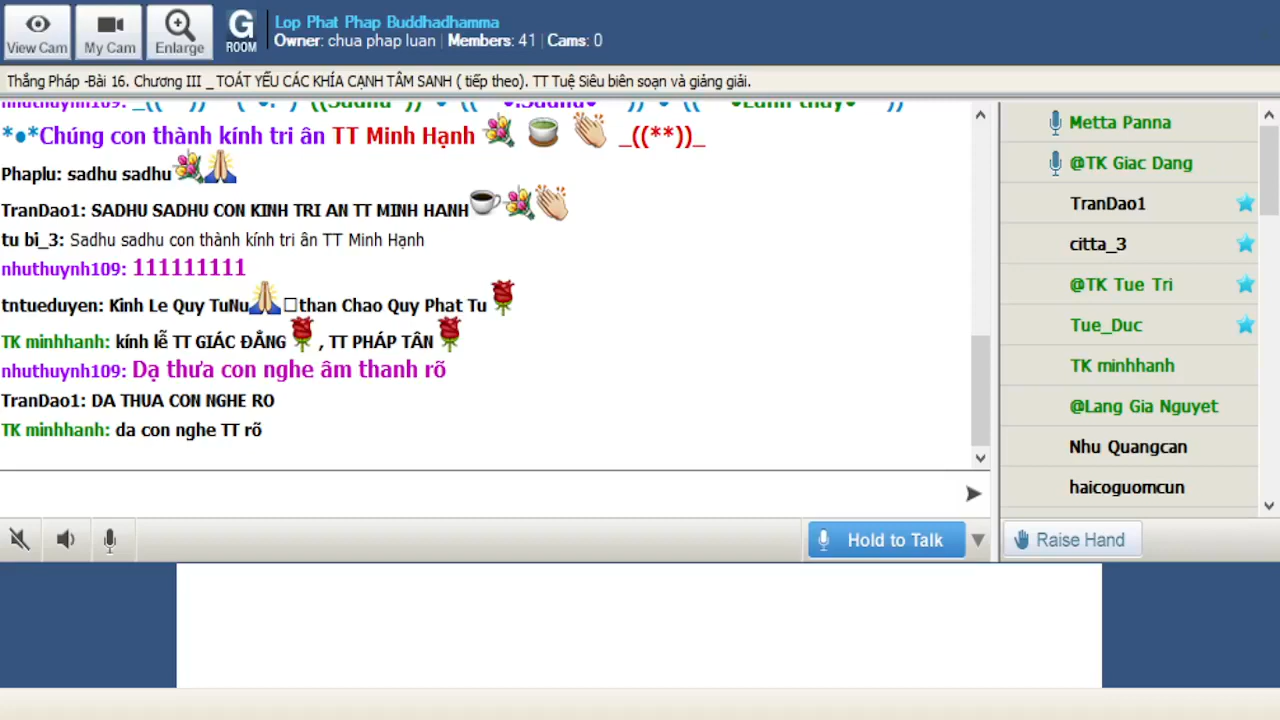 View Cam
My Cam
Enlarge
G
ROOM
Lop Phat Phap Buddhadhamma
Owner: chua phap luan | Members: 41 | Cams: 0
Thắng Pháp -Bài 16. Chương III _ TOÁT YẾU CÁC KHÍA CẠNH TÂM SANH ( tiếp theo). TT Tuệ Siêu biên soạn và giảng giải.
*●*Chúng con thành kính tri ân TT Minh Hạnh 💐 🍵 👏 _((**))_
Phaplu: sadhu sadhu💐🙏
TranDao1: SADHU SADHU CON KINH TRI AN TT MINH HANH☕💐👏
tu bi_3: Sadhu sadhu con thành kính tri ân TT Minh Hạnh
nhuthuynh109: 111111111
tntueduyen: Kình Le Quy TuNu🙏□than Chao Quy Phat Tu🌹
TK minhhanh: kính lễ TT GIÁC ĐẲNG🌹, TT PHÁP TÂN🌹
nhuthuynh109: Dạ thưa con nghe âm thanh rõ
TranDao1: DA THUA CON NGHE RO
TK minhhanh: da con nghe TT rõ
Hold to Talk
Metta Panna
@TK Giac Dang
TranDao1
citta_3
@TK Tue Tri
Tue_Duc
TK minhhanh
@Lang Gia Nguyet
Nhu Quangcan
haicoguomcun
Raise Hand